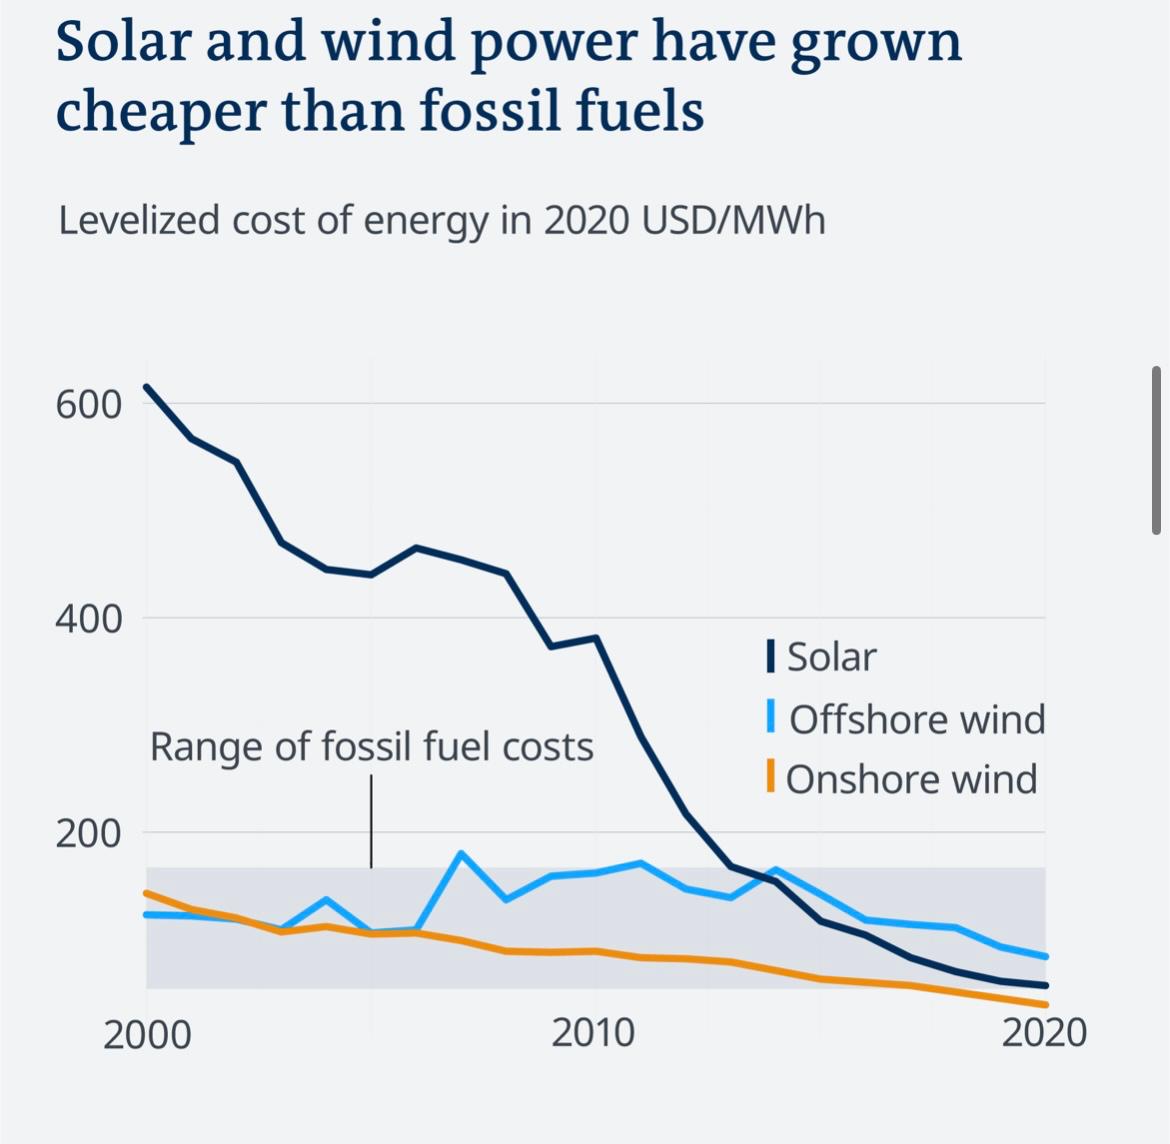 Solar and wind power have grown
cheaper than fossil fuels
Levelized cost of energy in 2020 USD/MWh
600
400
Solar
Offshore wind
Range of fossil fuel costs
Onshore wind
200
2000
2010
2020